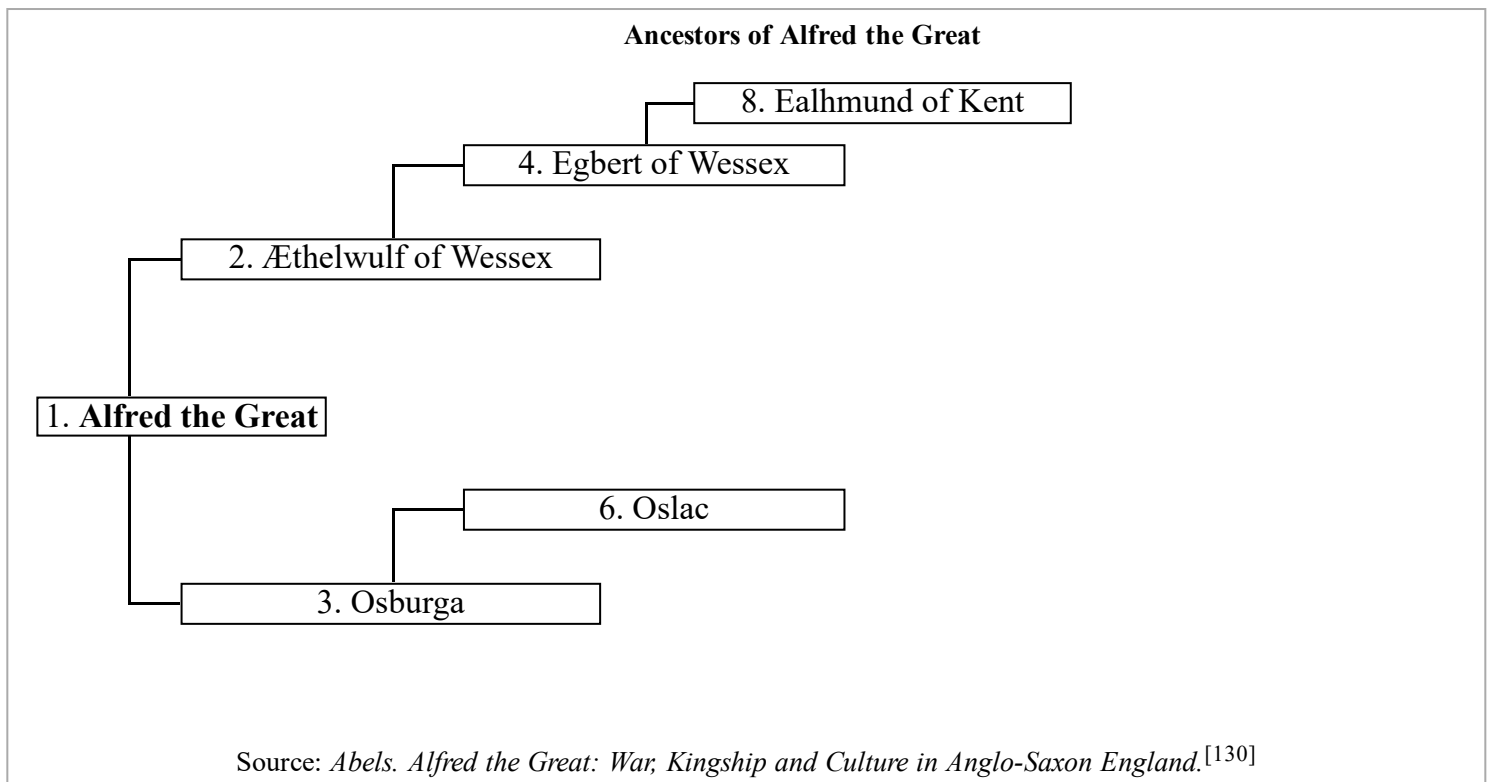 Ancestors of Alfred the Great
8. Ealhmund of Kent
4. Egbert of Wessex
2. Æthelwulf of Wessex
1. Alfred the Great
6. Oslac
3. Osburga
Source: Abels. Alfred the Great: War, Kingship and Culture in Anglo-Saxon England.[130]